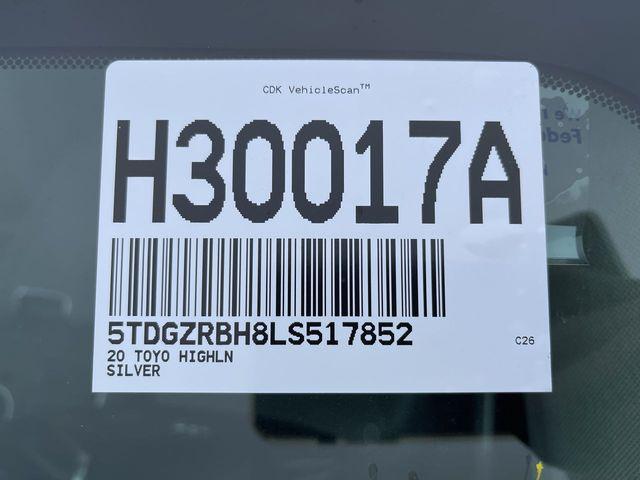 CDK VehicleScan™
H30017A
5TDGZRBH8LS517852
20 TOYO HIGHLN
SILVER
C26